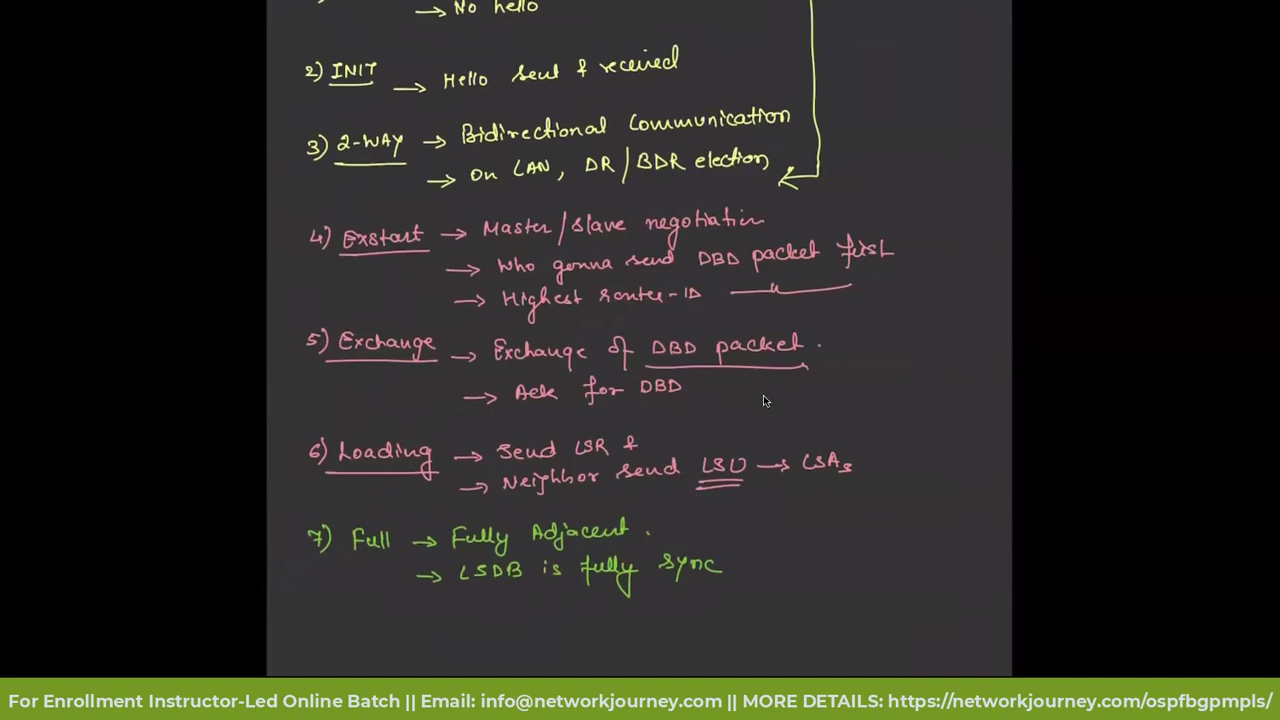 → No hello
2) INIT → Hello sent & received
3) 2-WAY → Bidirectional Communication
→ On LAN, DR/BDR election
4) Exstart → Master/slave negotiation
→ Who gonna send DBD packet first
→ Highest router-ID
5) Exchange → Exchange of DBD packet.
→ Ack for DBD
6) Loading → Send LSR &
→ Neighbor send LSU → LSAs
7) Full → Fully Adjacent.
→ LSDB is fully sync
For Enrollment Instructor-Led Online Batch || Email: info@networkjourney.com || MORE DETAILS: https://networkjourney.com/ospfbgpmpls/